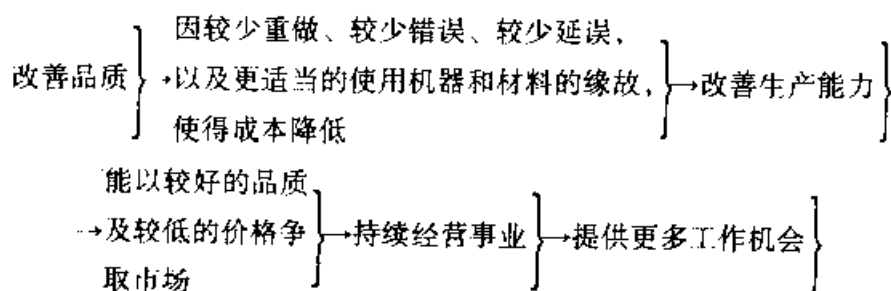 改善品质
因较少重做、较少错误、较少延误,
→以及更适当的使用机器和材料的缘故,
使得成本降低
→改善生产能力
能以较好的品质
→及较低的价格争
取市场
→持续经营事业
→提供更多工作机会